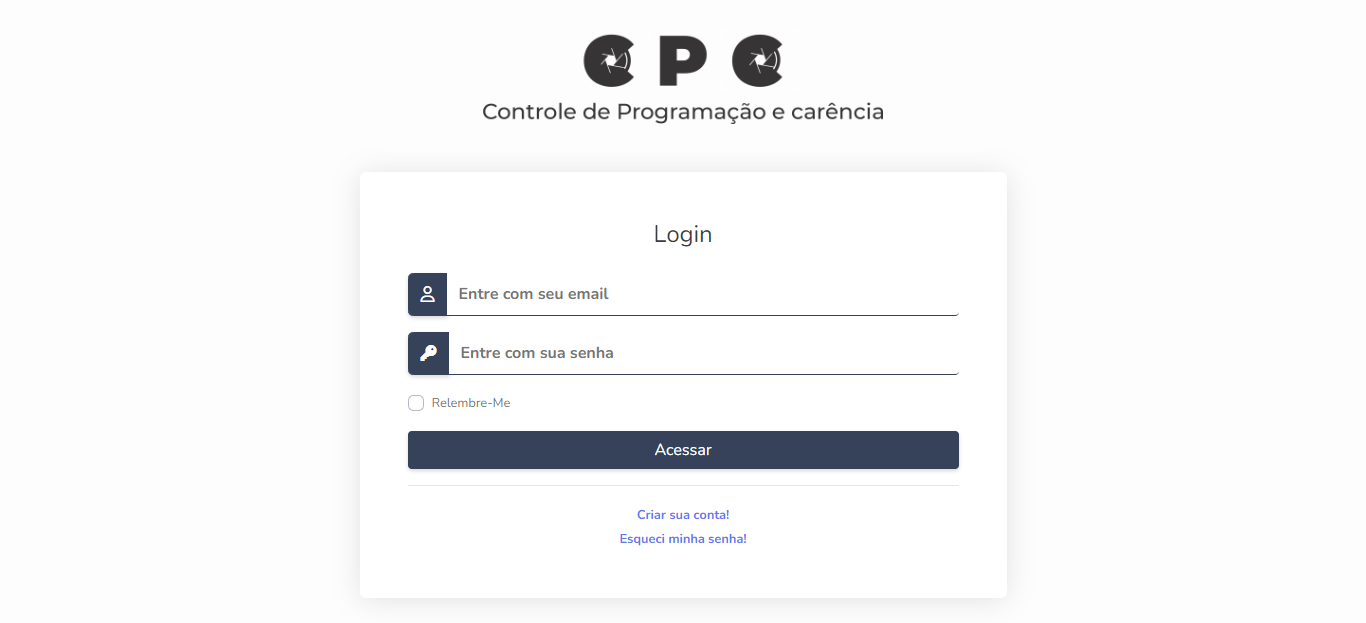 CPC
Controle de Programação e carência
Login
Entre com seu email
Entre com sua senha
Relembre-Me
Acessar
Criar sua conta!
Esqueci minha senha!